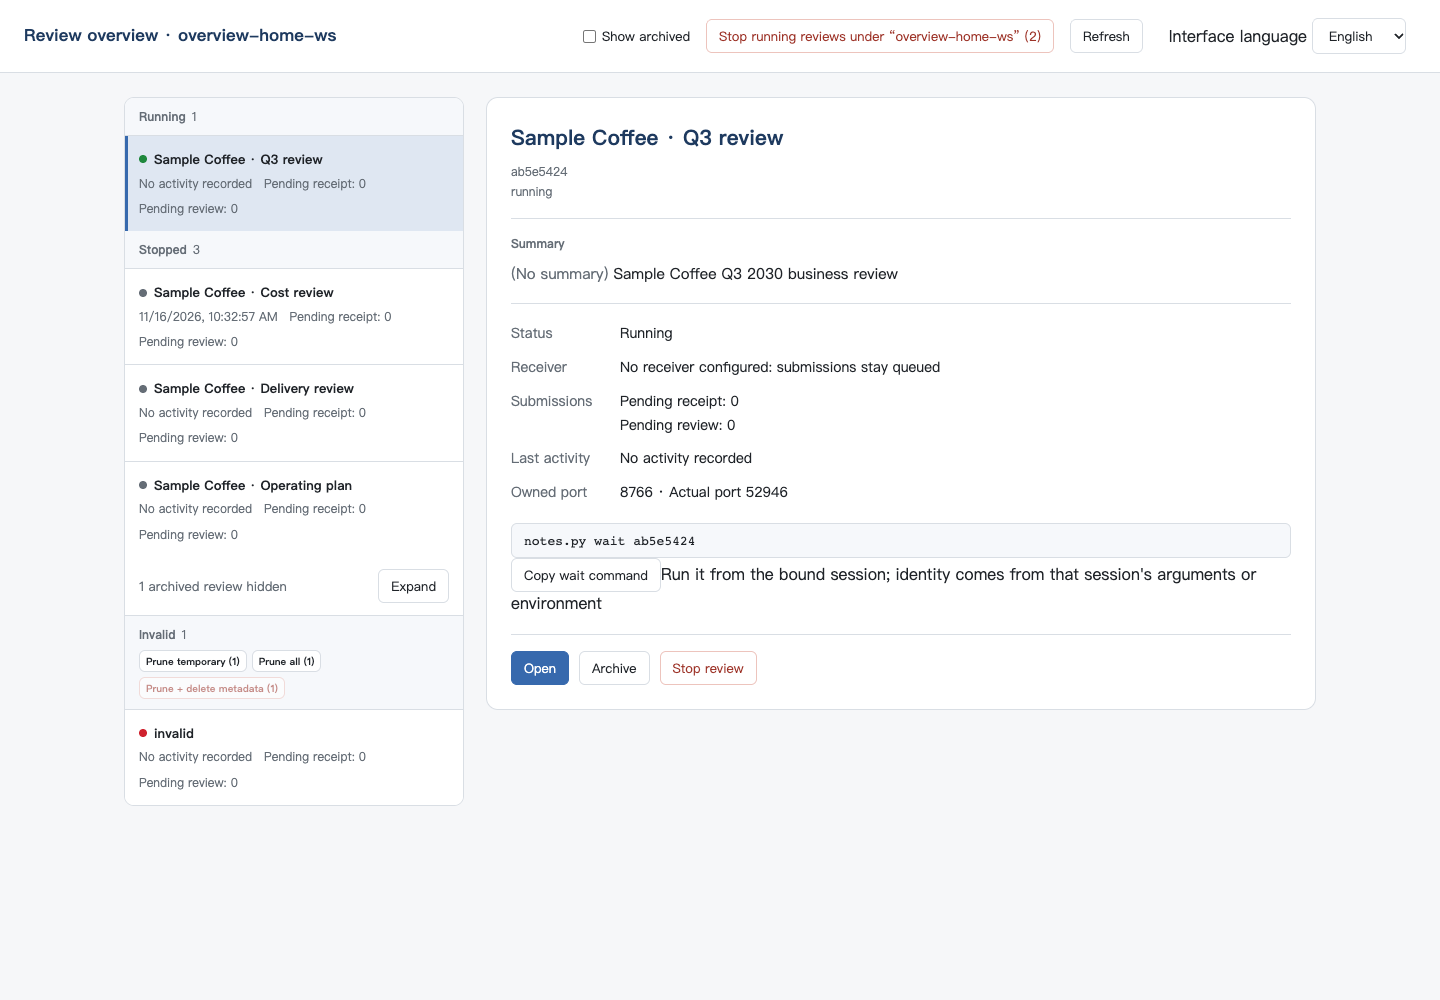 Review overview · overview-home-ws
Show archived
Stop running reviews under “overview-home-ws” (2)
Refresh
Interface language
English
Running 1
Sample Coffee · Q3 review
No activity recorded Pending receipt: 0
Pending review: 0
Stopped 3
Sample Coffee · Cost review
11/16/2026, 10:32:57 AM Pending receipt: 0
Pending review: 0
Sample Coffee · Delivery review
No activity recorded Pending receipt: 0
Pending review: 0
Sample Coffee · Operating plan
No activity recorded Pending receipt: 0
Pending review: 0
1 archived review hidden
Expand
Invalid 1
Prune temporary (1)
Prune all (1)
Prune + delete metadata (1)
invalid
No activity recorded Pending receipt: 0
Pending review: 0
Sample Coffee · Q3 review
ab5e5424
running
Summary
(No summary) Sample Coffee Q3 2030 business review
Status Running
Receiver No receiver configured: submissions stay queued
Submissions Pending receipt: 0
Pending review: 0
Last activity No activity recorded
Owned port 8766 · Actual port 52946
notes.py wait ab5e5424
Copy wait command Run it from the bound session; identity comes from that session's arguments or
environment
Open
Archive
Stop review